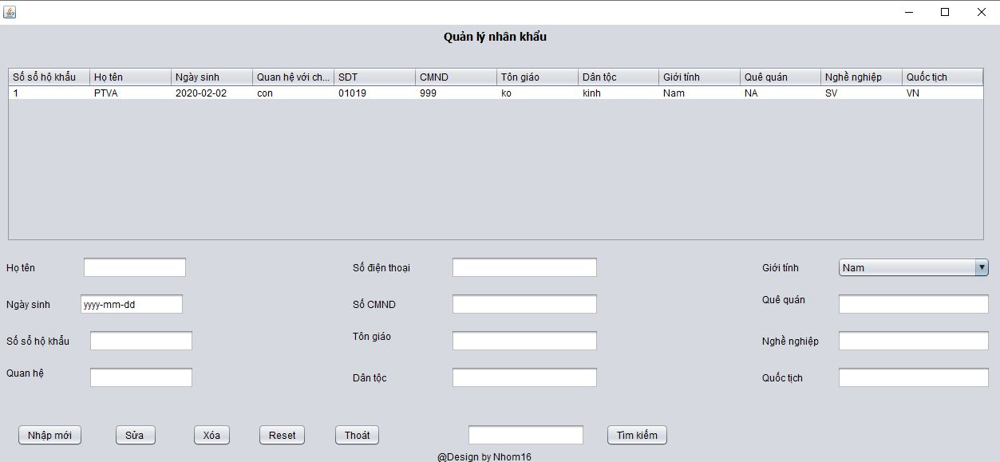 Quản lý nhân khẩu
Số sổ hộ khẩu Họ tên Ngày sinh Quan hệ với ch... SDT CMND Tôn giáo Dân tộc Giới tính Quê quán Nghề nghiệp Quốc tịch
1 PTVA 2020-02-02 con 01019 999 ko kinh Nam NA SV VN
Họ tên Số điện thoại Giới tính Nam
Ngày sinh yyyy-mm-dd Số CMND Quê quán
Số sổ hộ khẩu Tôn giáo Nghề nghiệp
Quan hệ Dân tộc Quốc tịch
Nhập mới Sửa Xóa Reset Thoát Tìm kiếm
@Design by Nhom16